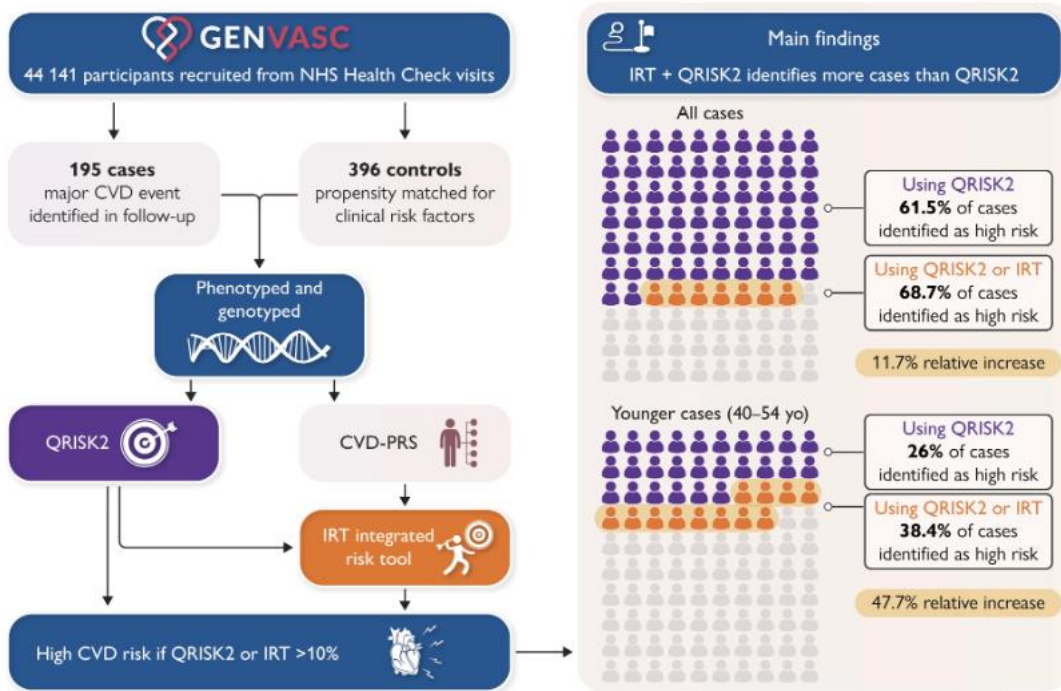 GENVASC
44 141 participants recruited from NHS Health Check visits
195 cases
major CVD event
identified in follow-up
396 controls
propensity matched for
clinical risk factors
Phenotyped and
genotyped
QRISK2
CVD-PRS
IRT integrated
risk tool
High CVD risk if QRISK2 or IRT >10%
Main findings
IRT + QRISK2 identifies more cases than QRISK2
All cases
Using QRISK2
61.5% of cases
identified as high risk
Using QRISK2 or IRT
68.7% of cases
identified as high risk
11.7% relative increase
Younger cases (40–54 yo)
Using QRISK2
26% of cases
identified as high risk
Using QRISK2 or IRT
38.4% of cases
identified as high risk
47.7% relative increase